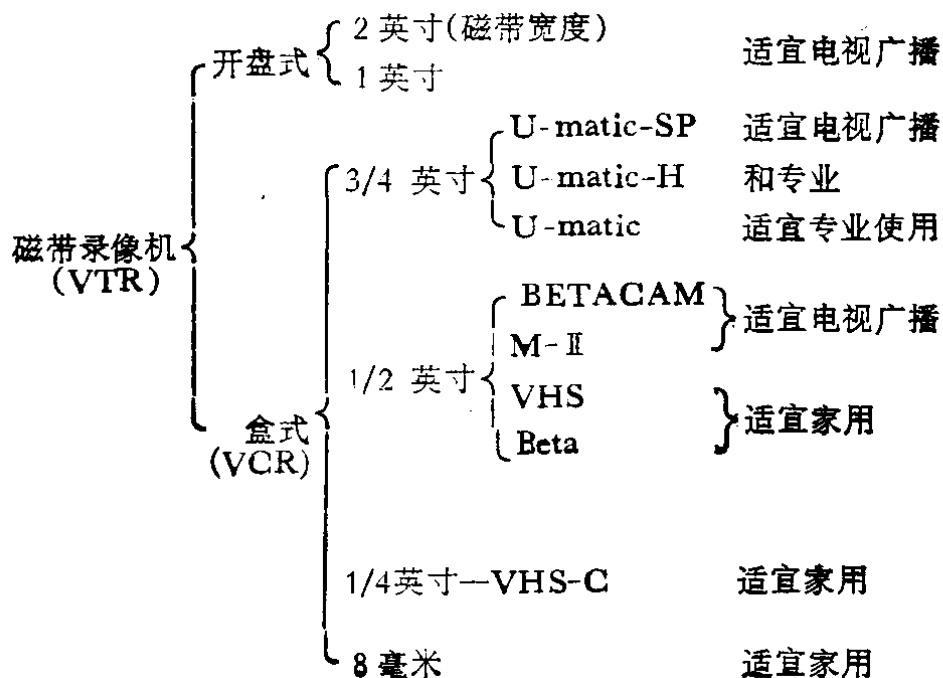 2 英寸(磁带宽度)
开盘式 适宜电视广播
1 英寸
U-matic-SP 适宜电视广播
3/4 英寸 U-matic-H 和专业
U-matic 适宜专业使用
磁带录像机
(VTR)
BETACAM
适宜电视广播
M-Ⅱ
1/2 英寸
VHS
适宜家用
盒式 Beta
(VCR)
1/4英寸—VHS-C 适宜家用
8 毫米 适宜家用